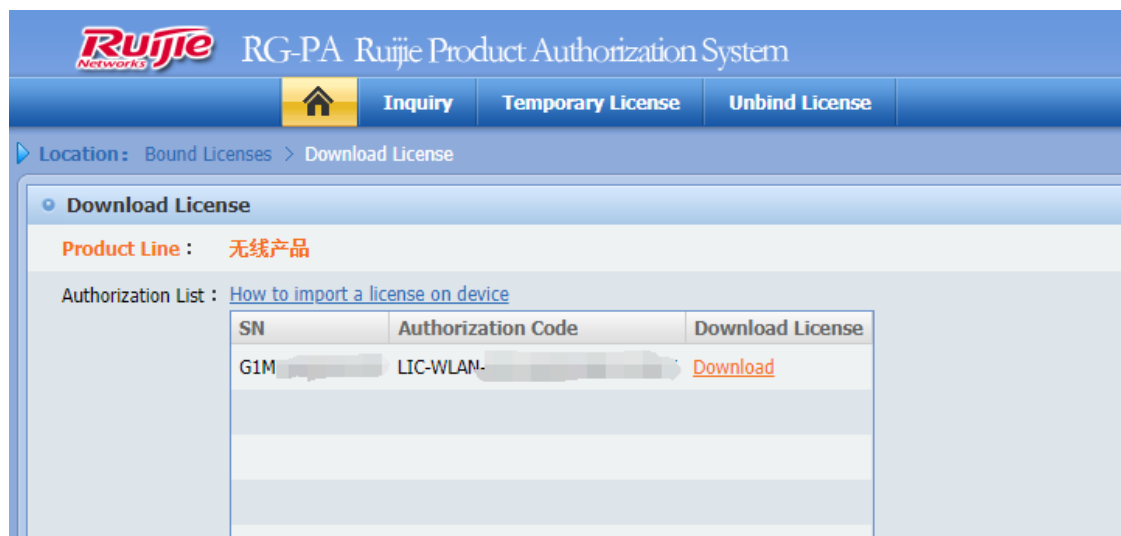 RUIJIE Networks RG-PA Ruijie Product Authorization System
Inquiry Temporary License Unbind License
Location: Bound Licenses > Download License
Download License
Product Line: 无线产品
Authorization List: How to import a license on device
SN Authorization Code Download License
G1M LIC-WLAN- Download